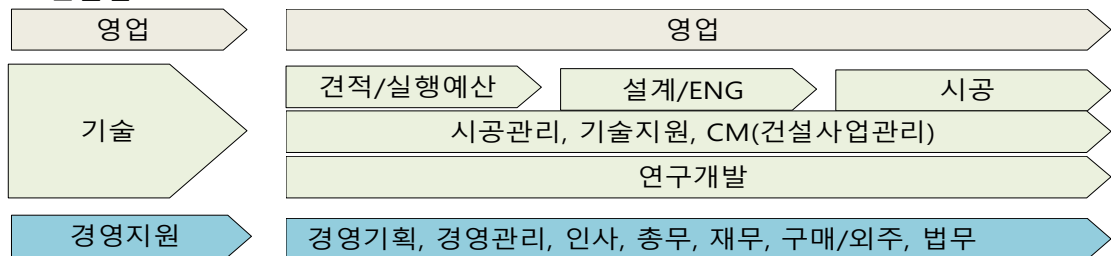 영업
영업
기술
견적/실행예산
설계/ENG
시공
시공관리, 기술지원, CM(건설사업관리)
연구개발
경영지원
경영기획, 경영관리, 인사, 총무, 재무, 구매/외주, 법무